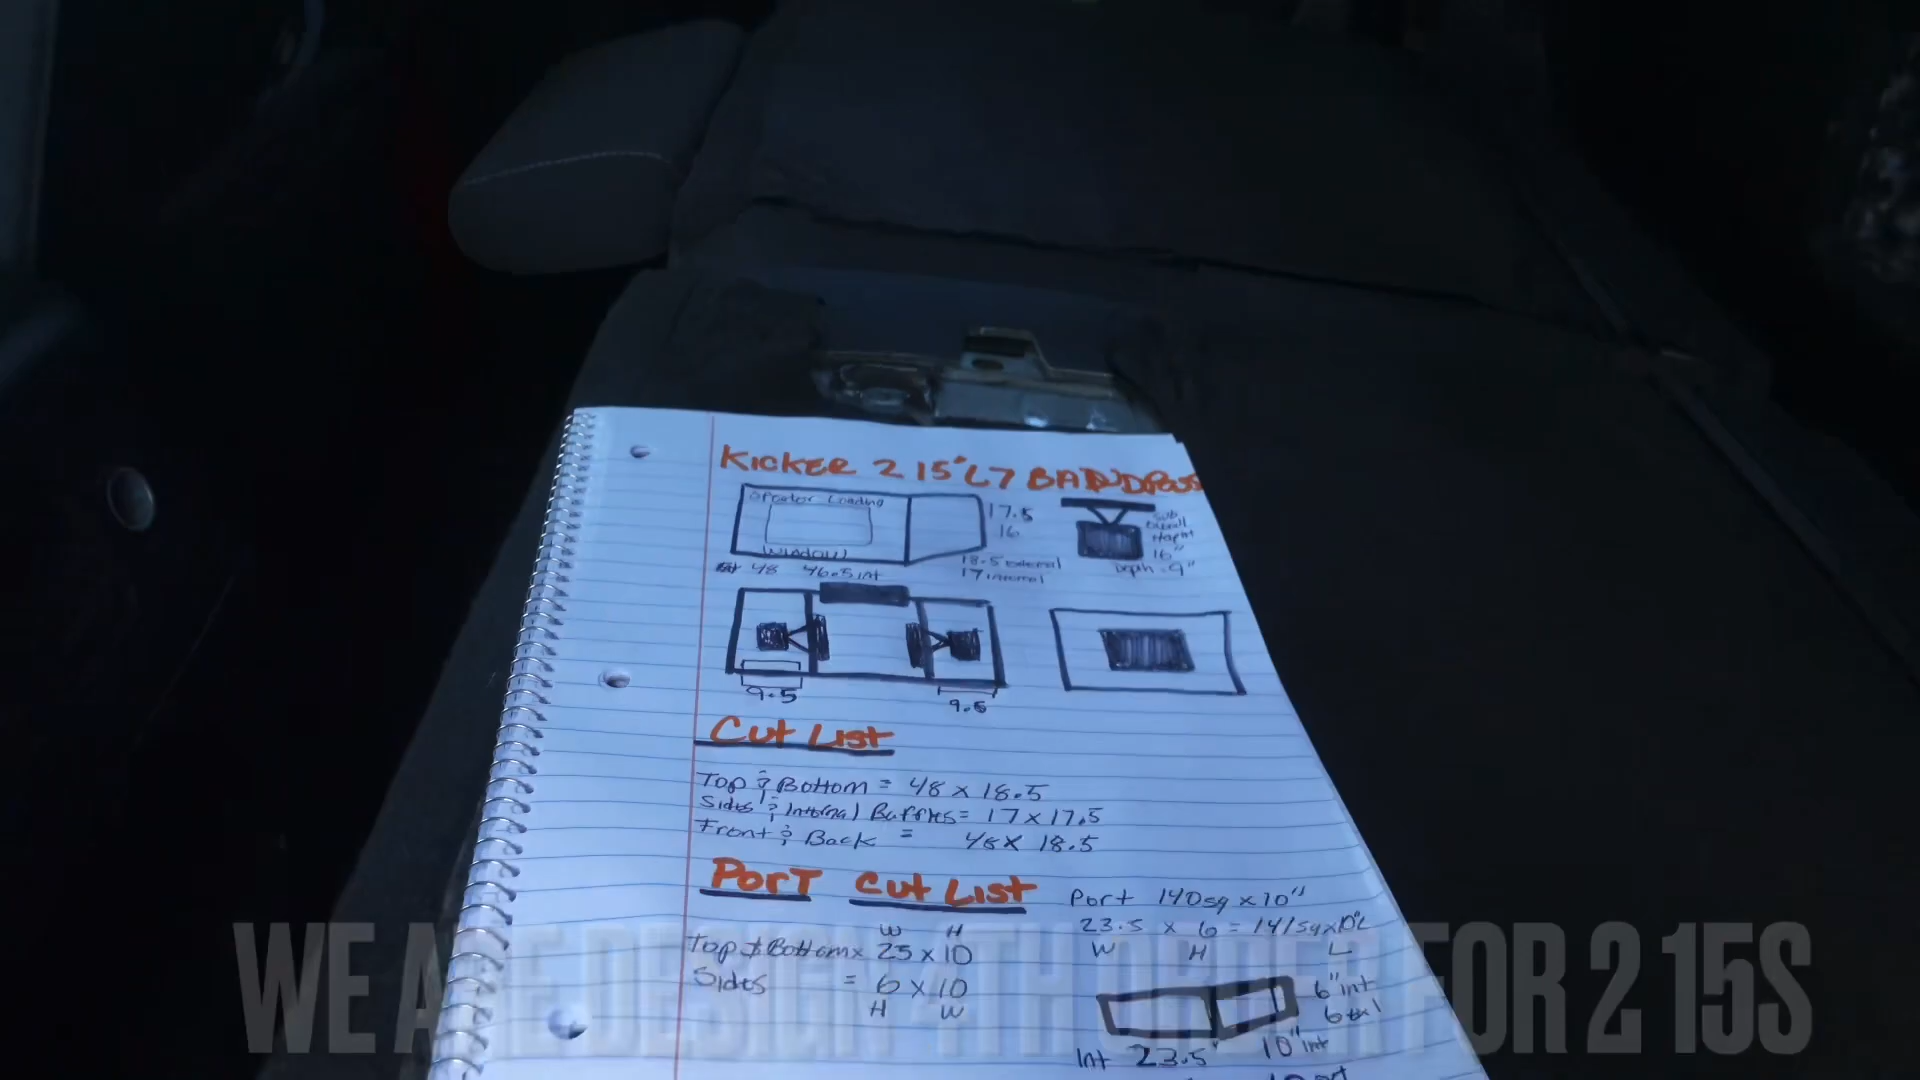 KICKER 2 15" L7 BANDPASS
Speaker Loading
WINDOW
17.5
16
48 46.5 int
18.5 external
17 internal
Sub
Overall
Height
16"
Depth - 9"
9.5
9.5
Cut List
Top & Bottom = 48 x 18.5
Sides & Internal Baffles = 17 x 17.5
Front & Back = 48 x 18.5
Port Cut List
W H
Top & Bottom x 25 x 10
Sides = 6 x 10
H W
Port 140sq x 10"
23.5 x 6 = 141sq x 10"L
W H L
6" int
Int 23.5" 10" int
WE ARE DESIGN 4TH ORDER FOR 2 15S